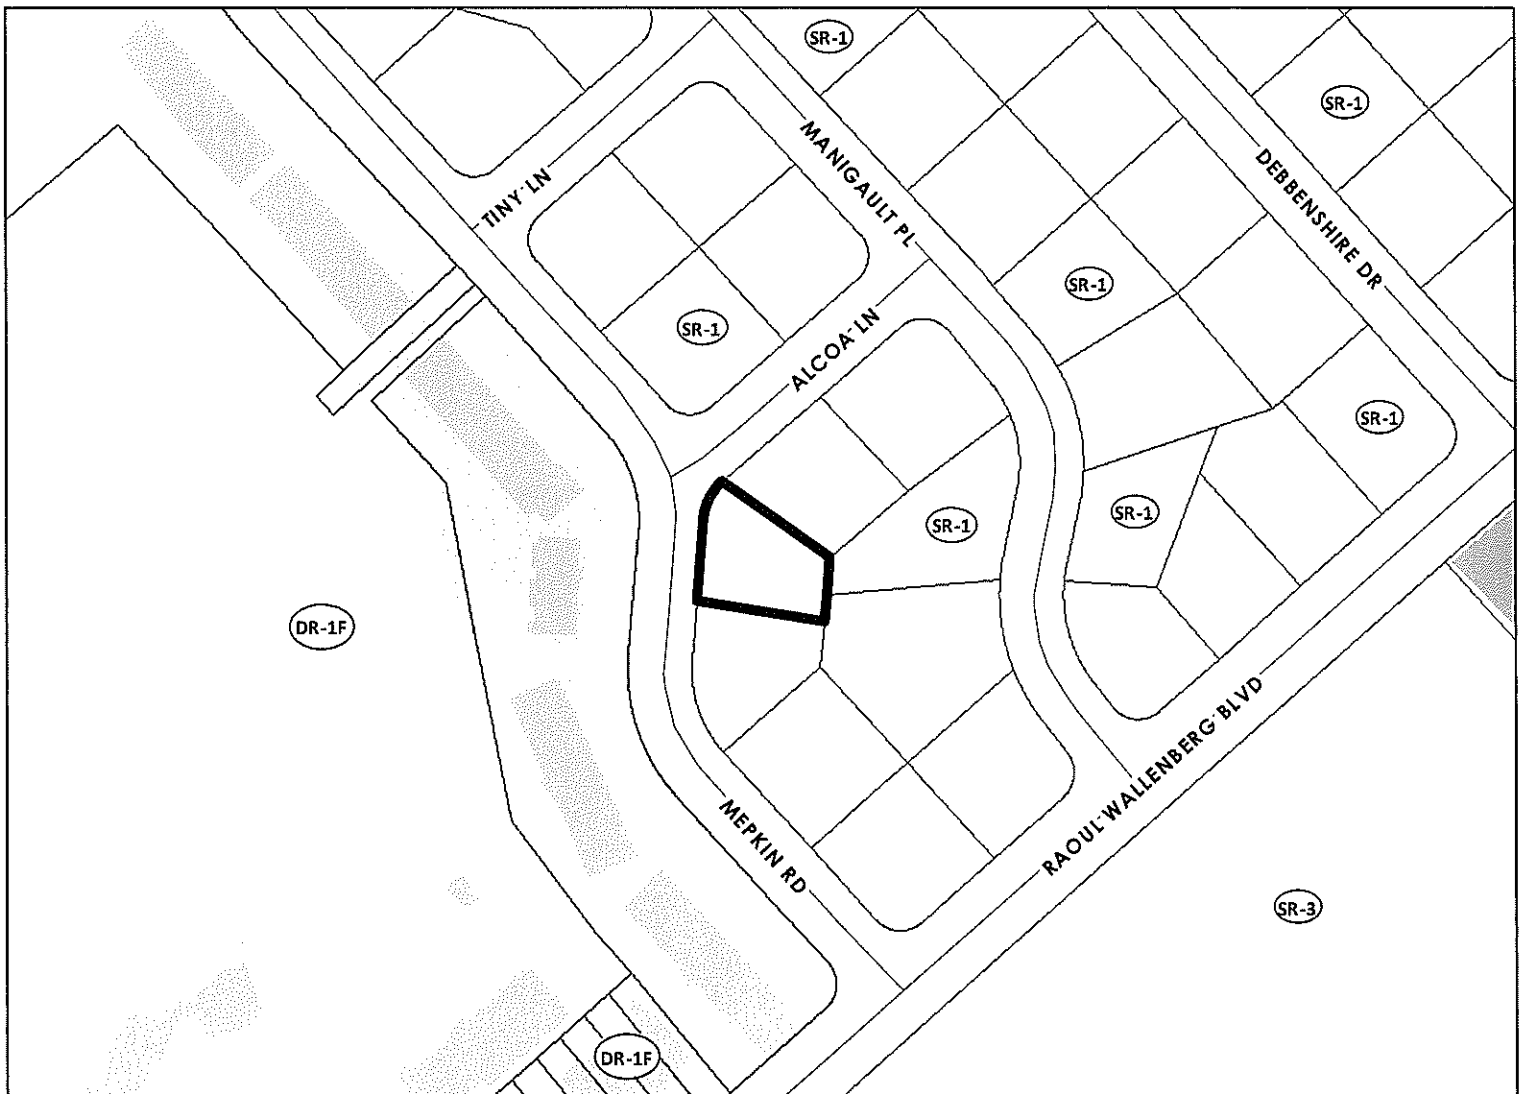 SR-1
SR-1
MANIGAULT PL
DEBBENSHIRE DR
TINY LN
SR-1
SR-1
ALCOA LN
SR-1
SR-1
SR-1
DR-1F
RAOUL WALLENBERG BLVD
MEPKIN RD
SR-3
DR-1F